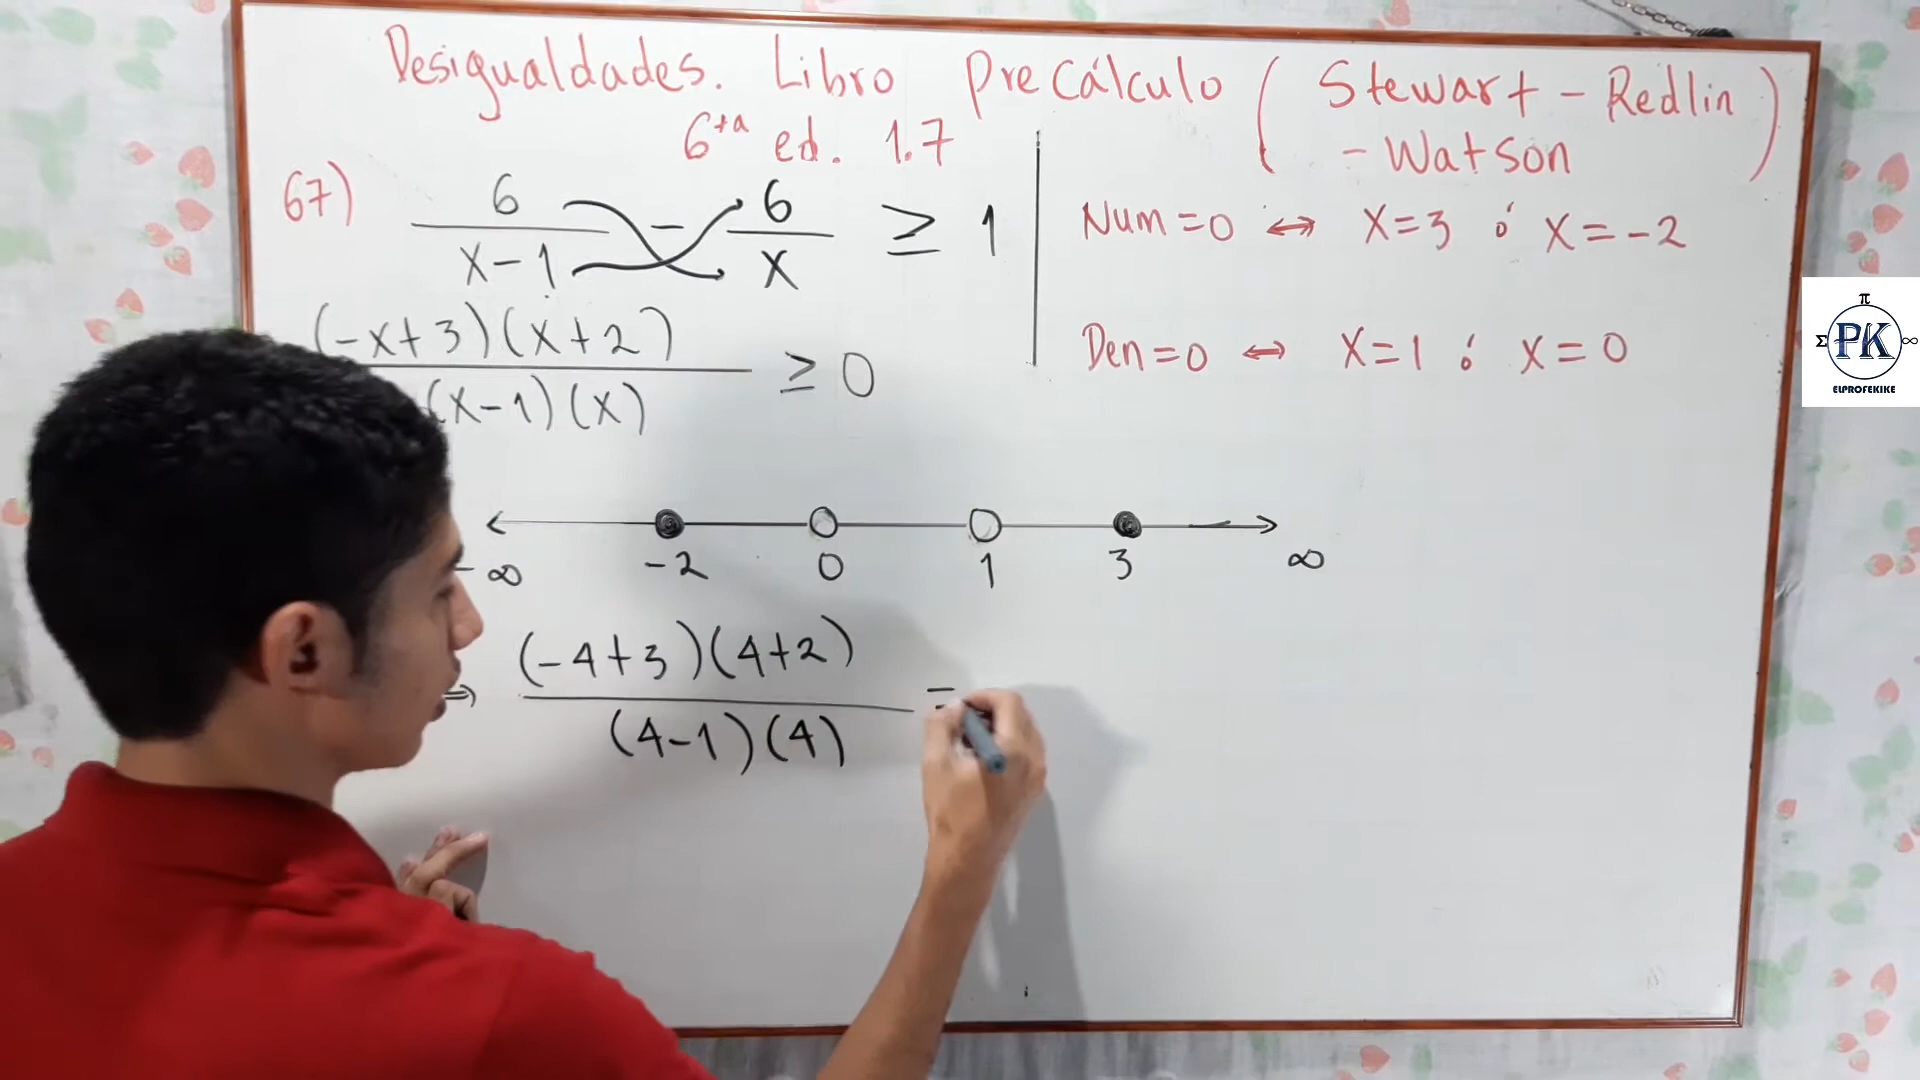 Desigualdades. Libro Precálculo ( Stewart - Redlin
6ta ed. 1.7
- Watson )
67) 6/(x-1) - 6/x ≥ 1
Num = 0 ↔ x = 3 ó x = -2
(-x+3)(x+2)/(x-1)(x) ≥ 0
Den = 0 ↔ x = 1 ó x = 0
-∞ -2 0 1 3 ∞
⇒ (-4+3)(4+2)/(4-1)(4) =
π
Σ PK ∞
ELPROFEKIKE